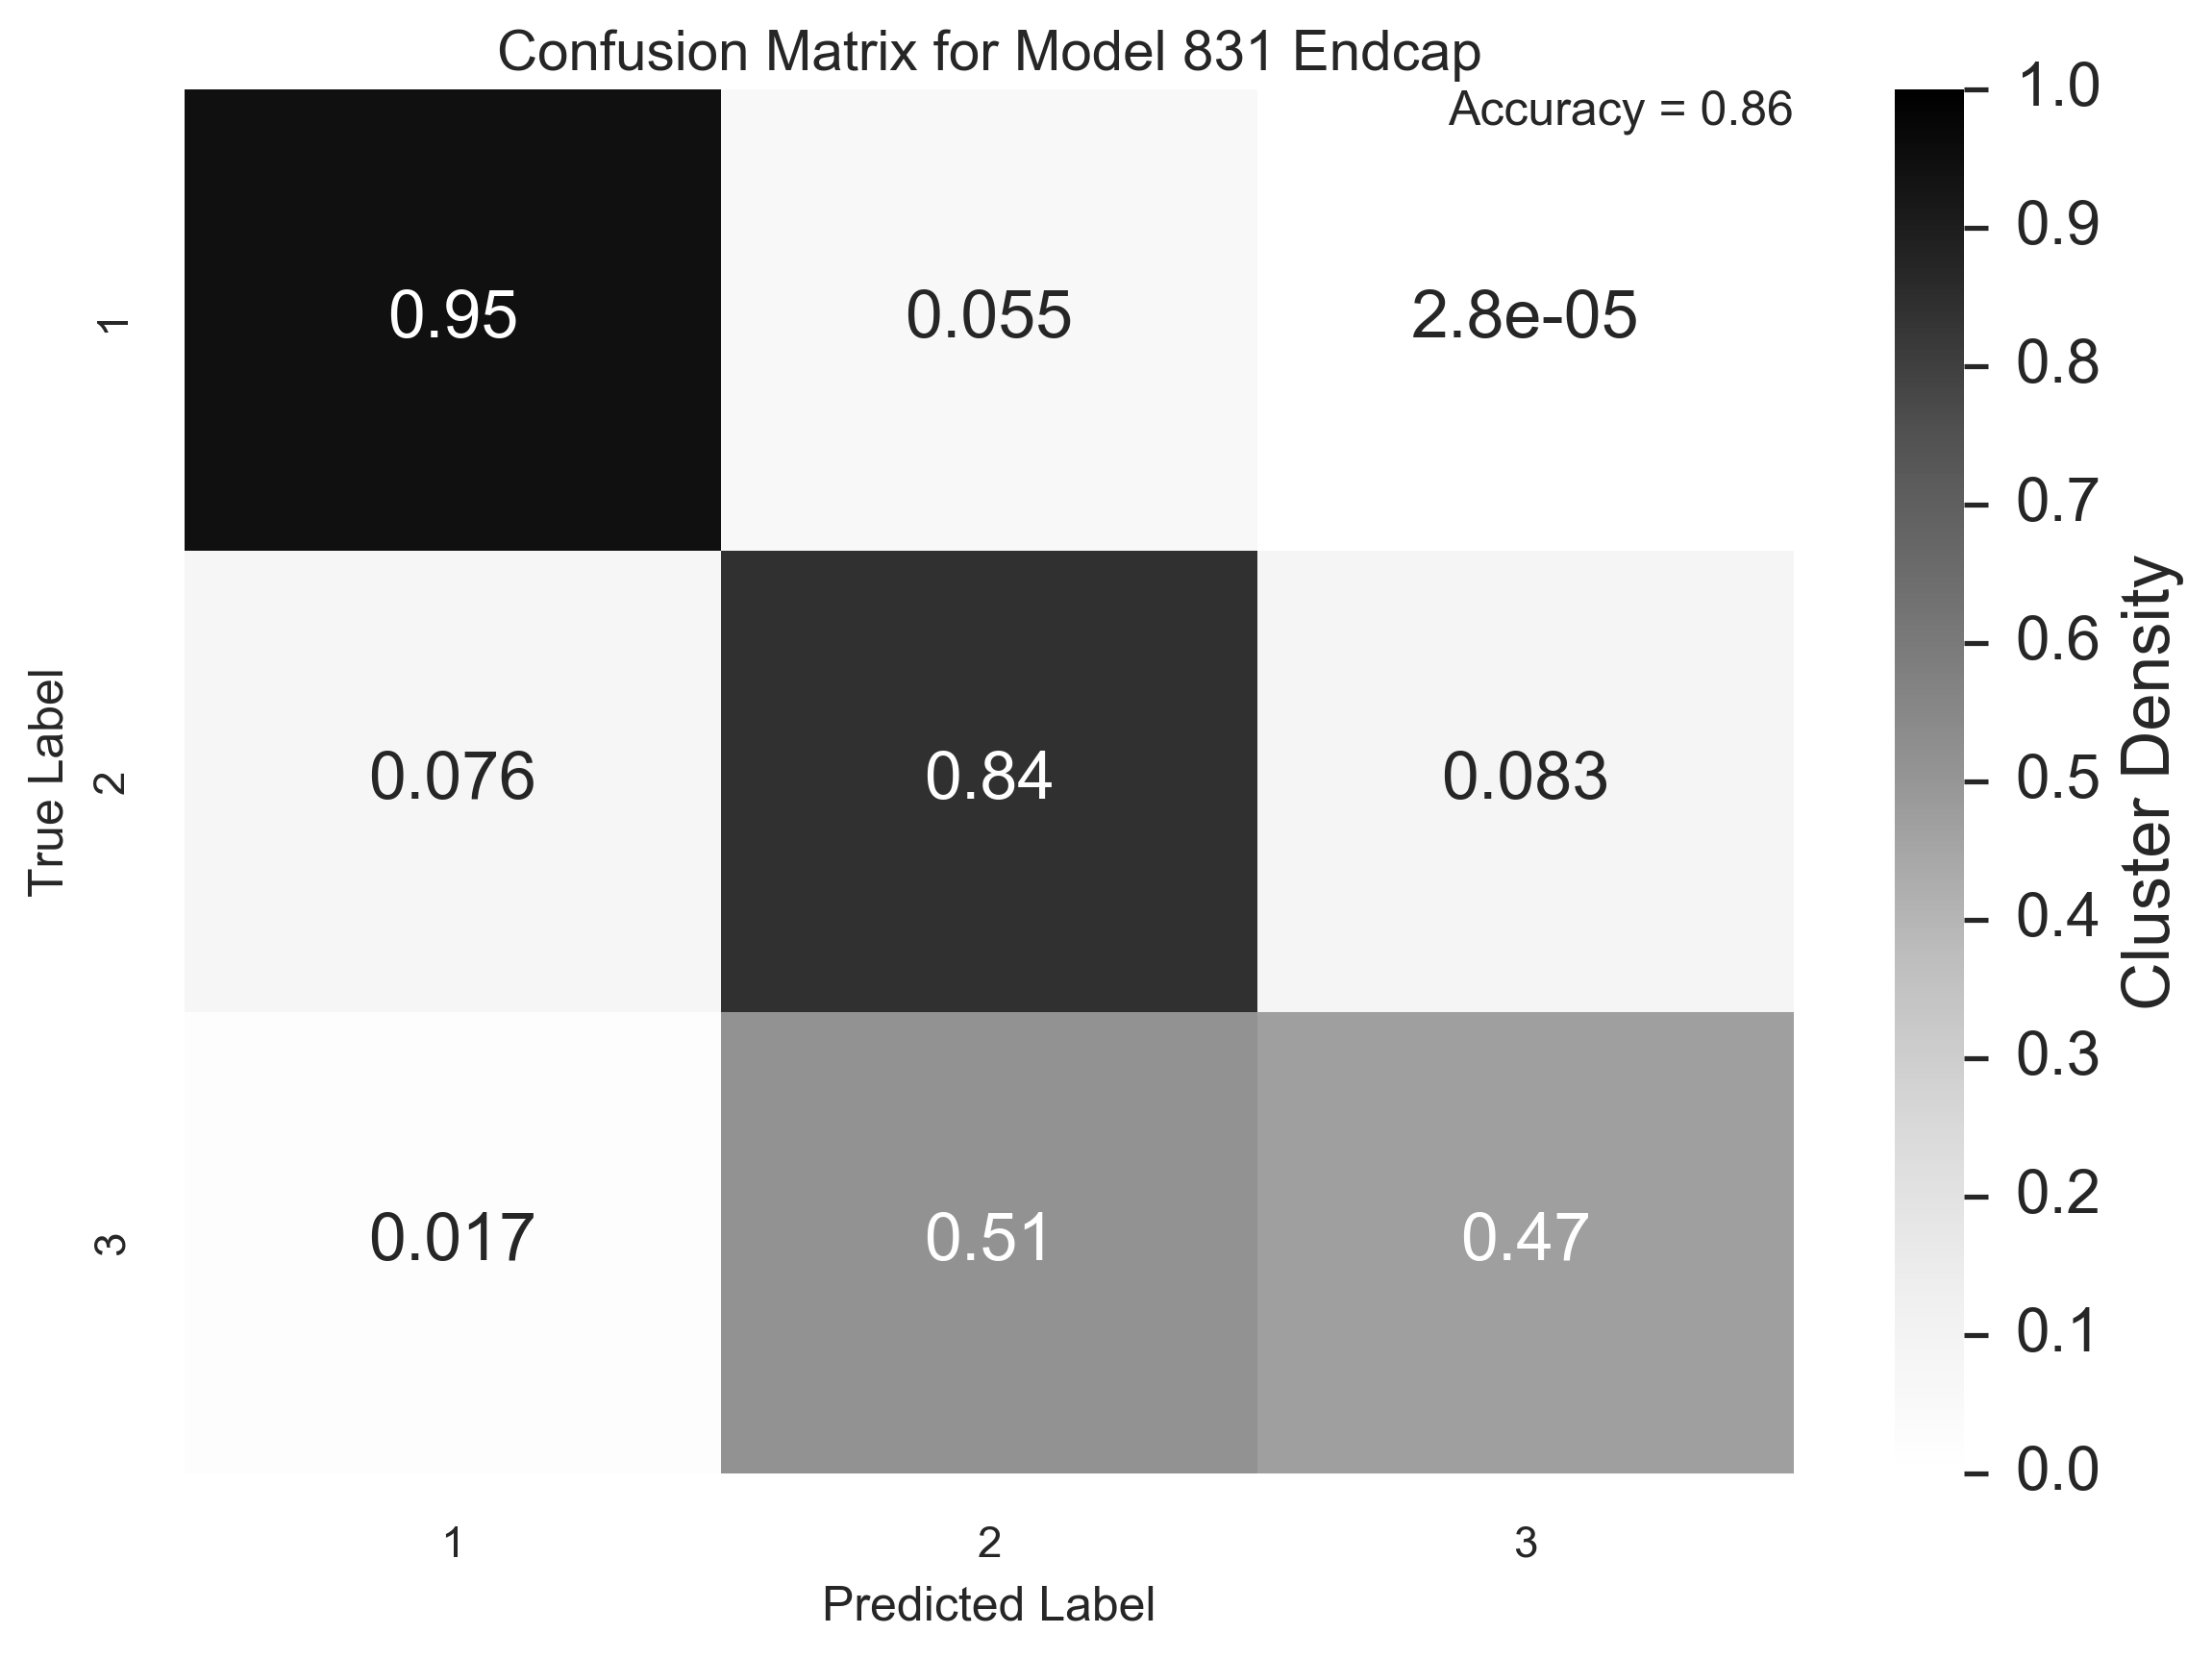 Confusion Matrix for Model 831 Endcap
Accuracy = 0.86
1
0.95 0.055 2.8e-05
2
0.076 0.84 0.083
3
0.017 0.51 0.47
True Label
1 2 3
Predicted Label
1.0
0.9
0.8
0.7
0.6
0.5
0.4
0.3
0.2
0.1
0.0
Cluster Density